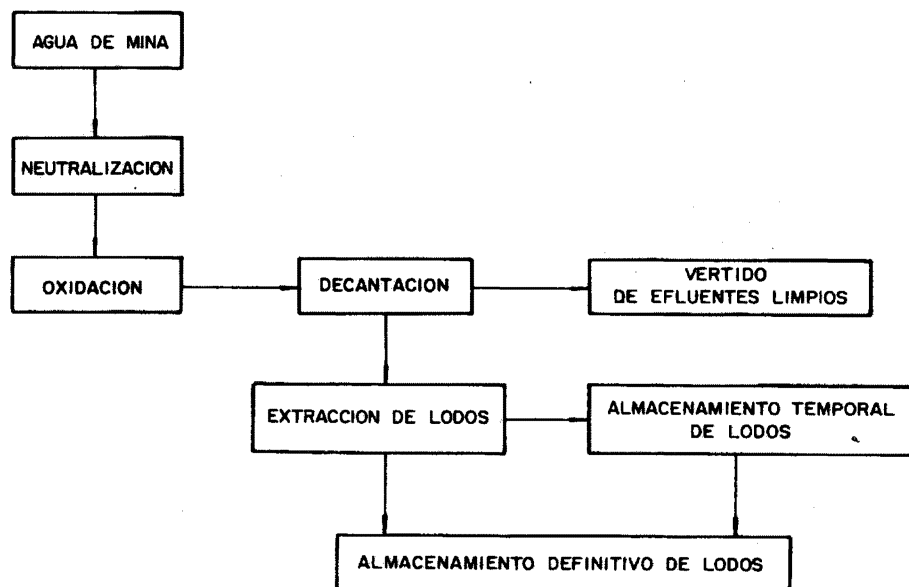 AGUA DE MINA
NEUTRALIZACION
OXIDACION
DECANTACION
VERTIDO
DE EFLUENTES LIMPIOS
EXTRACCION DE LODOS
ALMACENAMIENTO TEMPORAL
DE LODOS
ALMACENAMIENTO DEFINITIVO DE LODOS